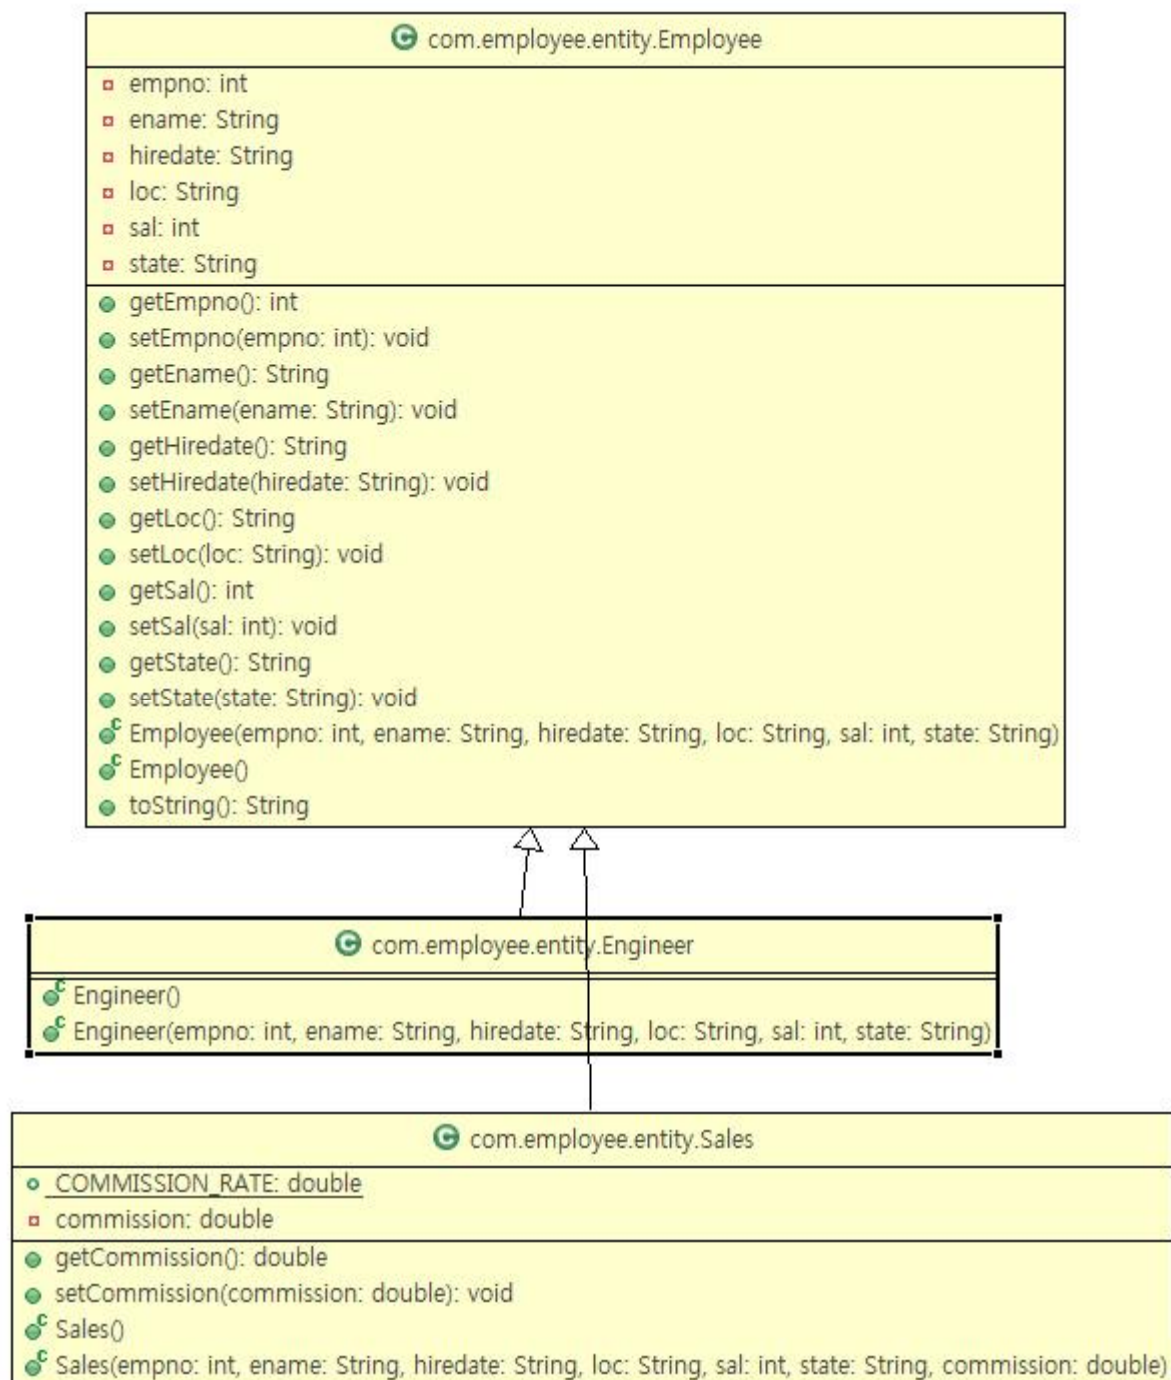 com.employee.entity.Employee
empno: int
ename: String
hiredate: String
loc: String
sal: int
state: String
getEmpno(): int
setEmpno(empno: int): void
getEname(): String
setEname(ename: String): void
getHiredate(): String
setHiredate(hiredate: String): void
getLoc(): String
setLoc(loc: String): void
getSal(): int
setSal(sal: int): void
getState(): String
setState(state: String): void
Employee(empno: int, ename: String, hiredate: String, loc: String, sal: int, state: String)
Employee()
toString(): String
com.employee.entity.Engineer
Engineer()
Engineer(empno: int, ename: String, hiredate: String, loc: String, sal: int, state: String)
com.employee.entity.Sales
COMMISSION_RATE: double
commission: double
getCommission(): double
setCommission(commission: double): void
Sales()
Sales(empno: int, ename: String, hiredate: String, loc: String, sal: int, state: String, commission: double)